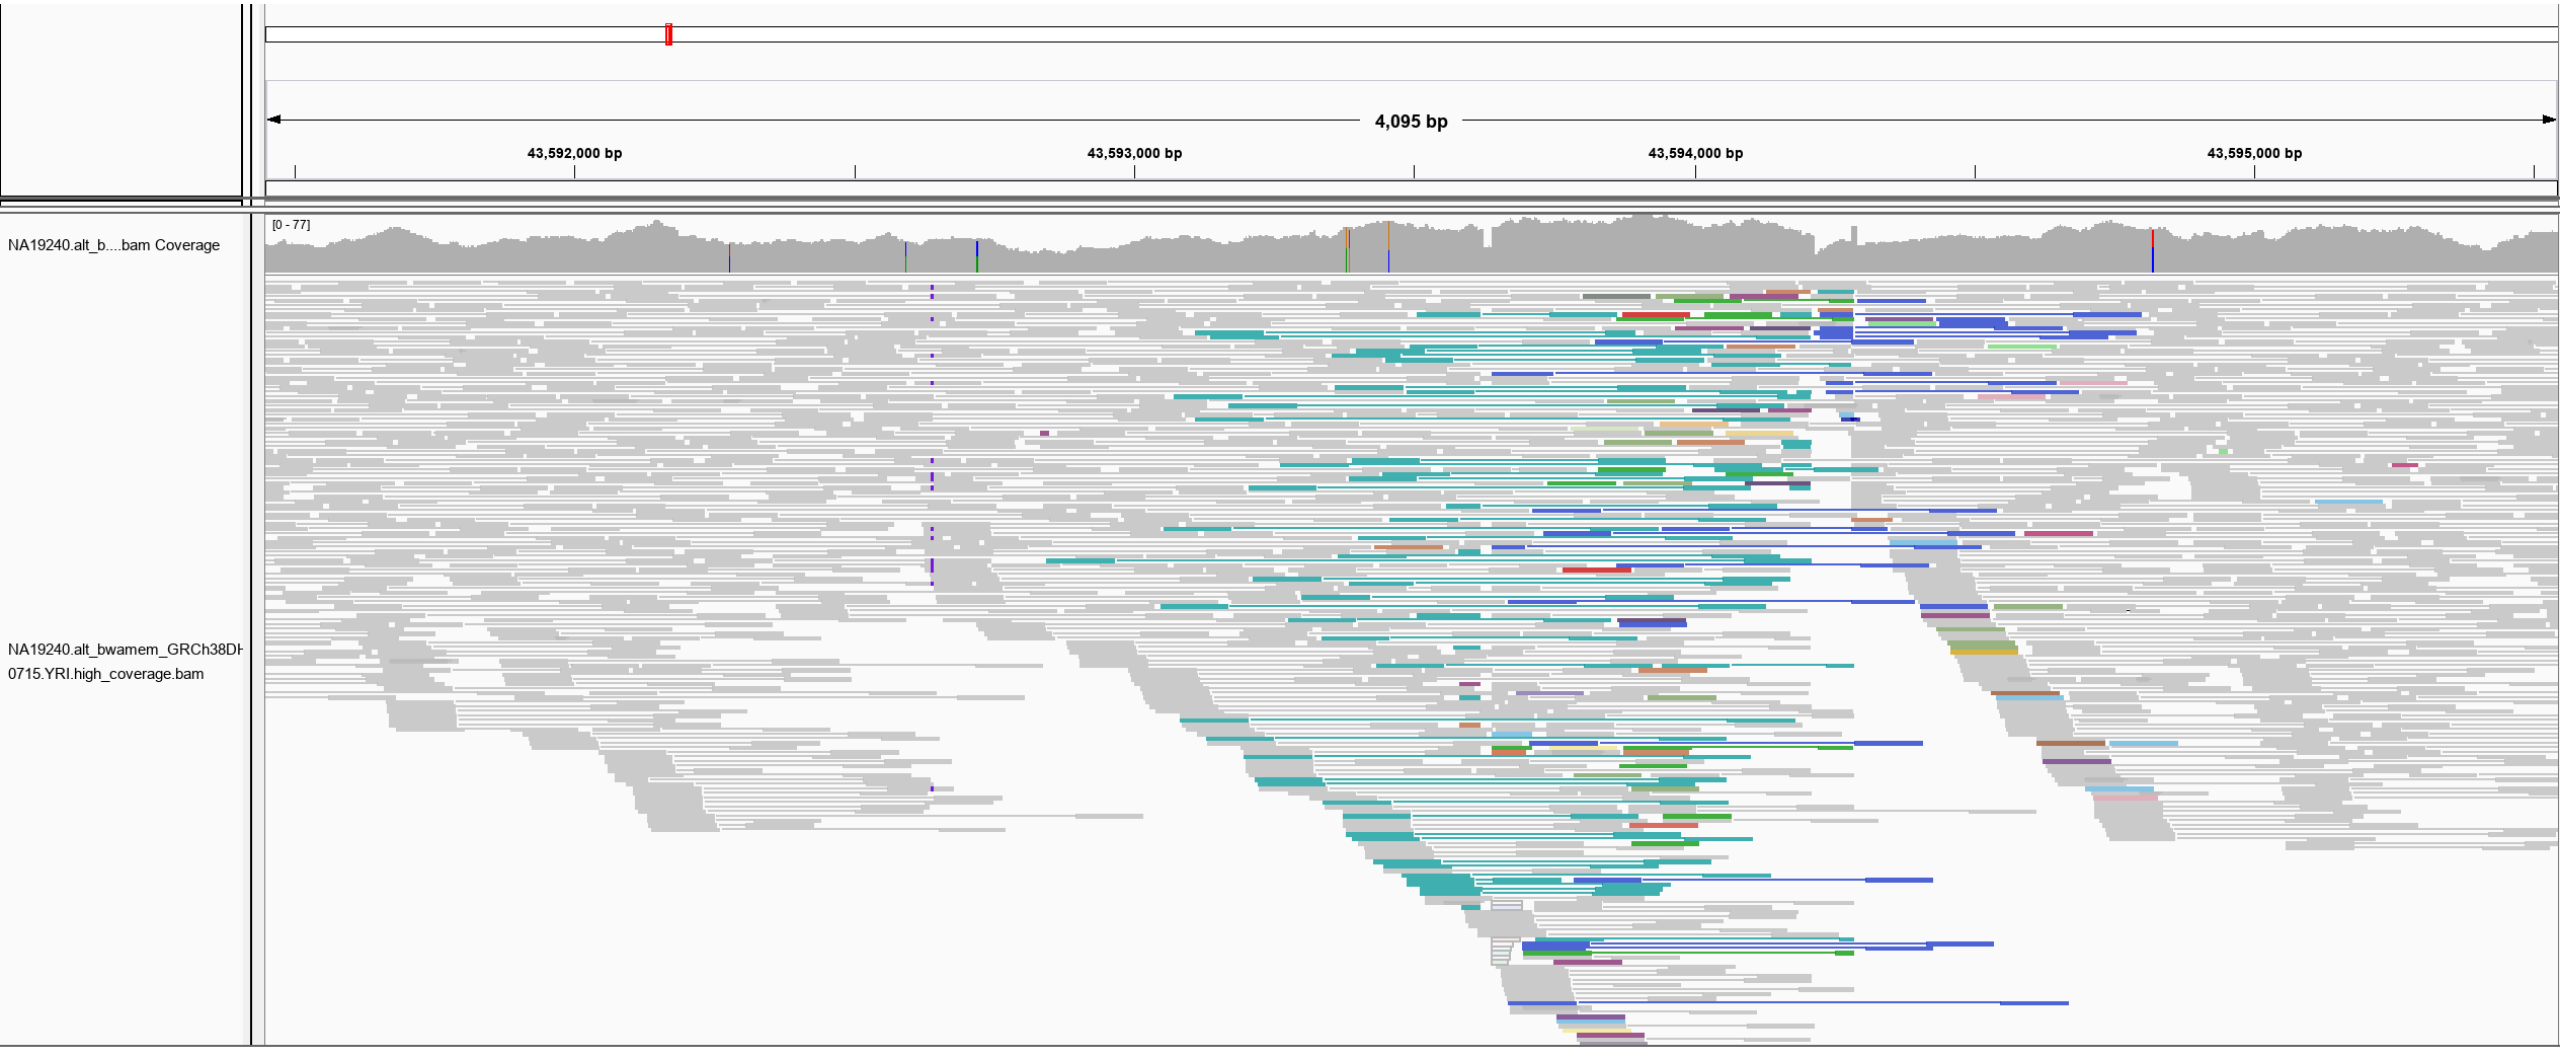 4,095 bp
43,592,000 bp
43,593,000 bp
43,594,000 bp
43,595,000 bp
[0 - 77]
NA19240.alt_b....bam Coverage
NA19240.alt_bwamem_GRCh38DH
0715.YRI.high_coverage.bam